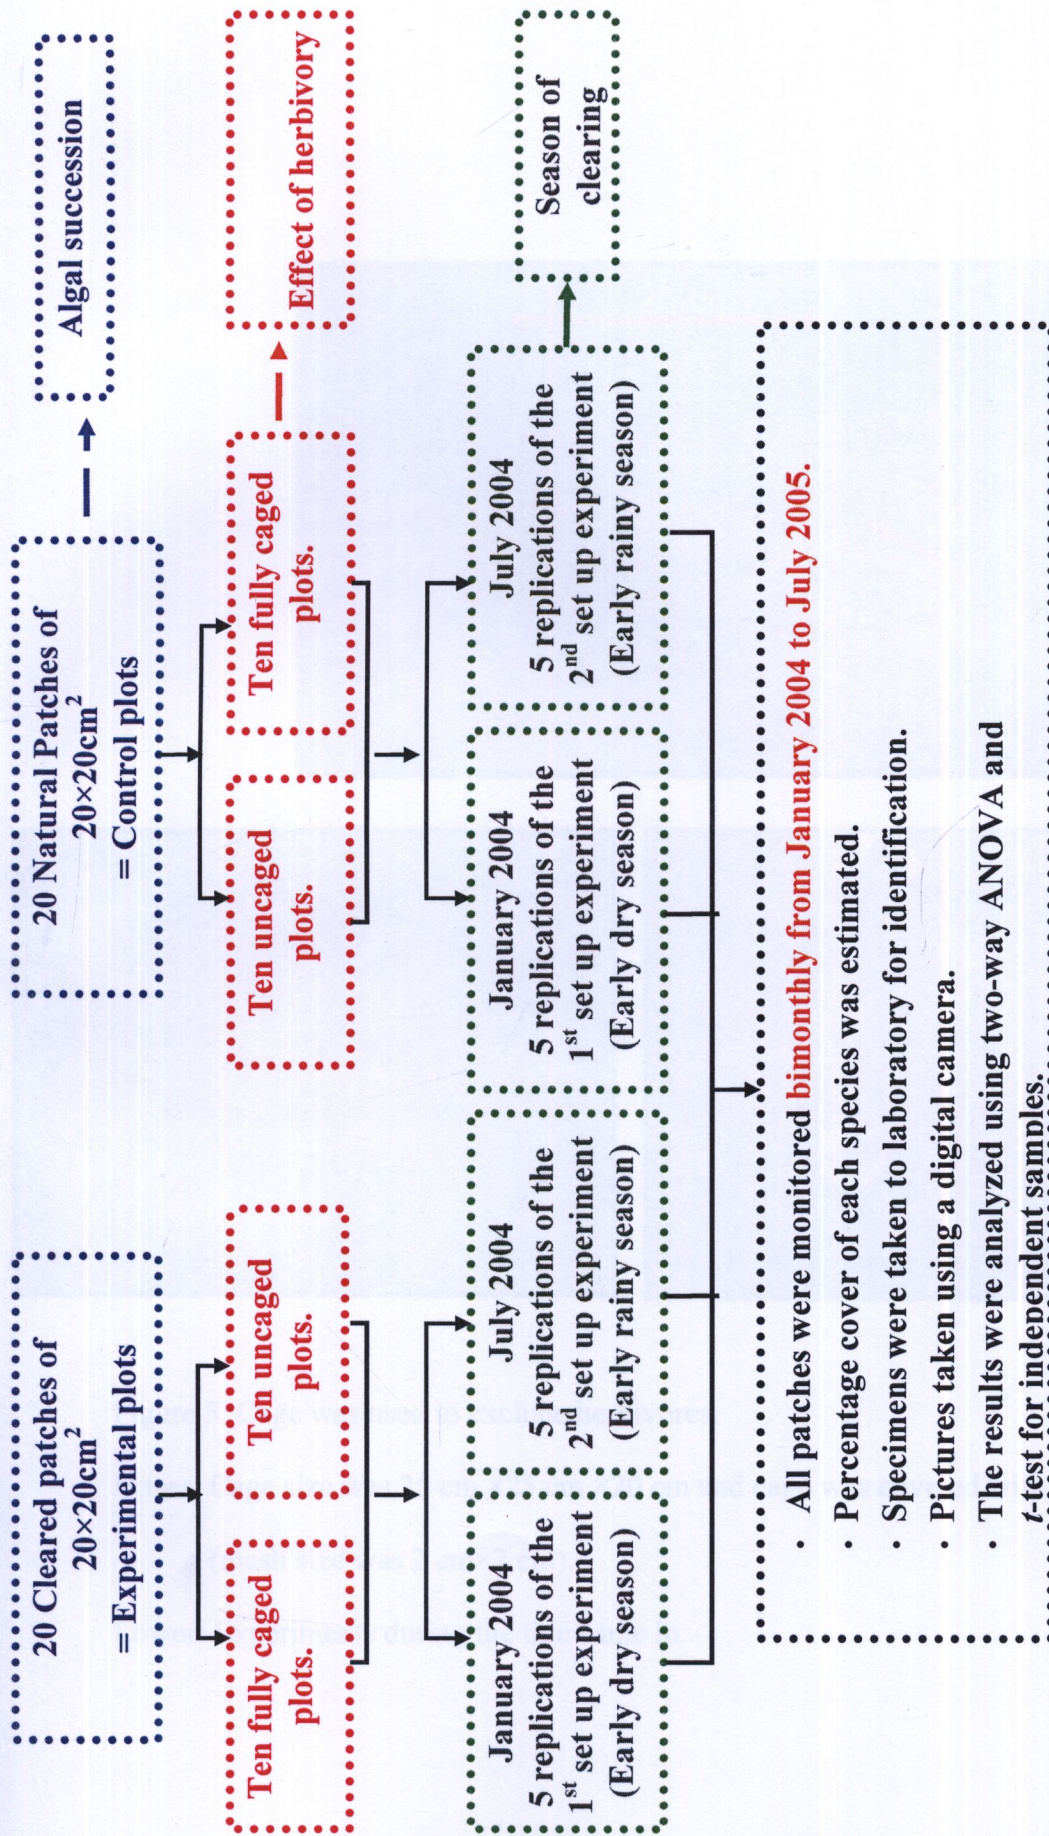 20 Cleared patches of
20×20cm²
= Experimental plots
20 Natural Patches of
20×20cm²
= Control plots
Algal succession
Ten fully caged
plots.
Ten uncaged
plots.
Ten uncaged
plots.
Ten fully caged
plots.
Effect of herbivory
January2004
5 replications of the
1st set up experiment
(Early dry season)
July 2004
5 replications of the
2nd set up experiment
(Early rainy season)
January 2004
5 replications of the
1st set up experiment
(Early dry season)
July 2004
5 replications of the
2nd set up experiment
(Early rainy season)
Season of
clearing
· All patches were monitored bimonthly from January 2004 to July 2005.
· Percentage cover of each species was estimated.
· Specimens were taken to laboratory for identification.
· Pictures taken using a digital camera.
· The results were analyzed using two-way ANOVA and
t-test for independent samples.